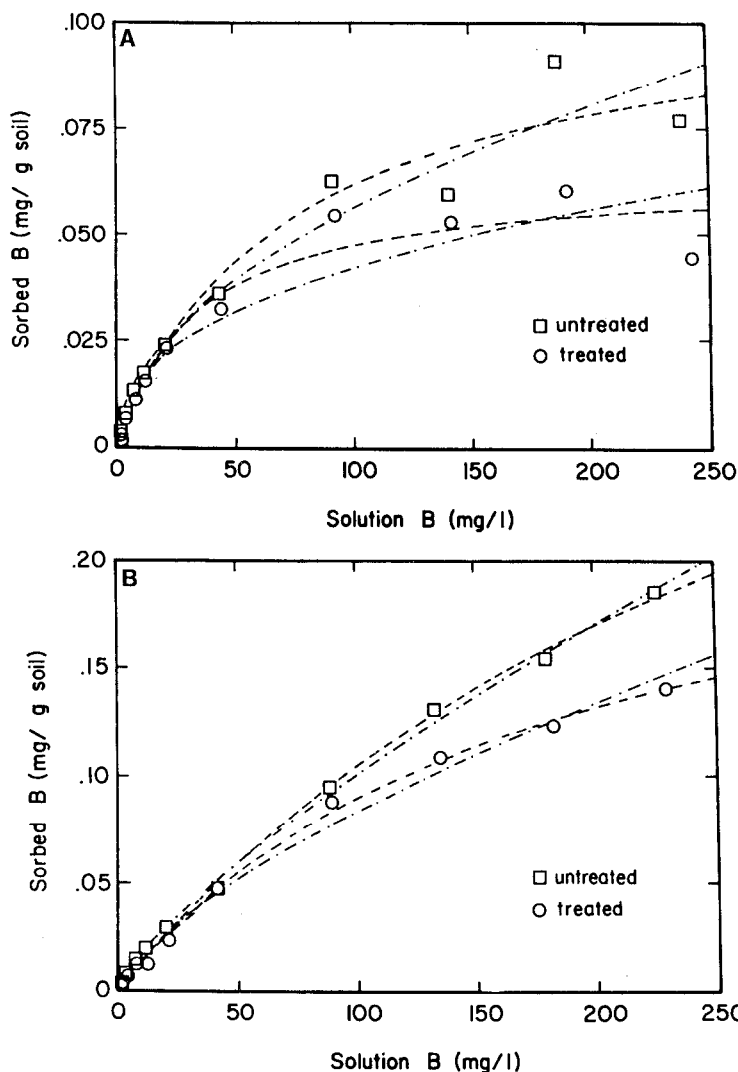 A
.100
.075
.050
.025
0
Sorbed B (mg/ g soil)
□ untreated
○ treated
0 50 100 150 200 250
Solution B (mg/l)
B
.20
.15
.10
.05
0
Sorbed B (mg/ g soil)
□ untreated
○ treated
0 50 100 150 200 250
Solution B (mg/l)